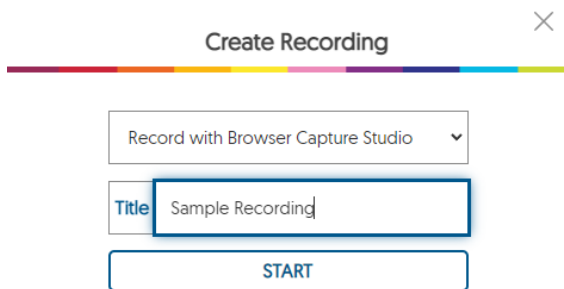 Create Recording
Record with Browser Capture Studio
Title Sample Recording
START